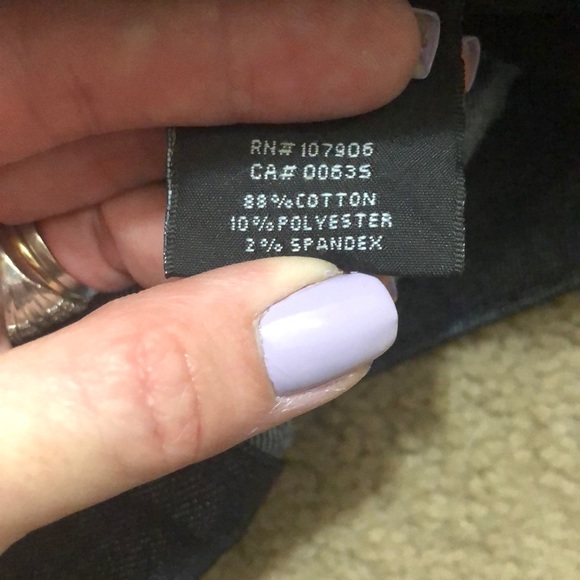 RN# 107906
CA# 00635
88%COTTON
10%POLYESTER
2% SPANDEX